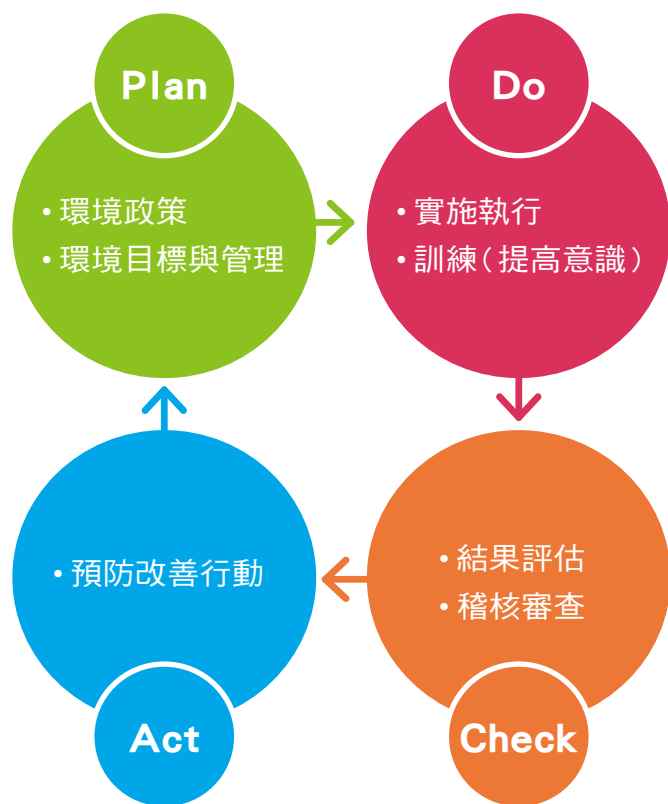 Plan
• 環境政策
• 環境目標與管理
Do
• 實施執行
• 訓練（提高意識）
• 結果評估
• 稽核審查
Check
• 預防改善行動
Act